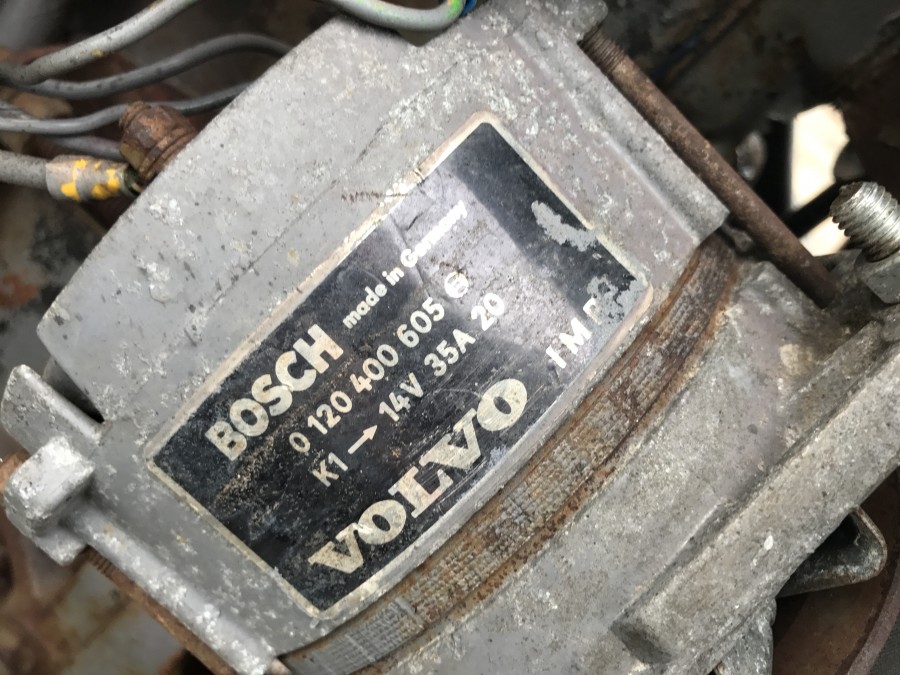 BOSCH made in Germany
0 120 400 605
K1 → 14V 35A 20
VOLVO